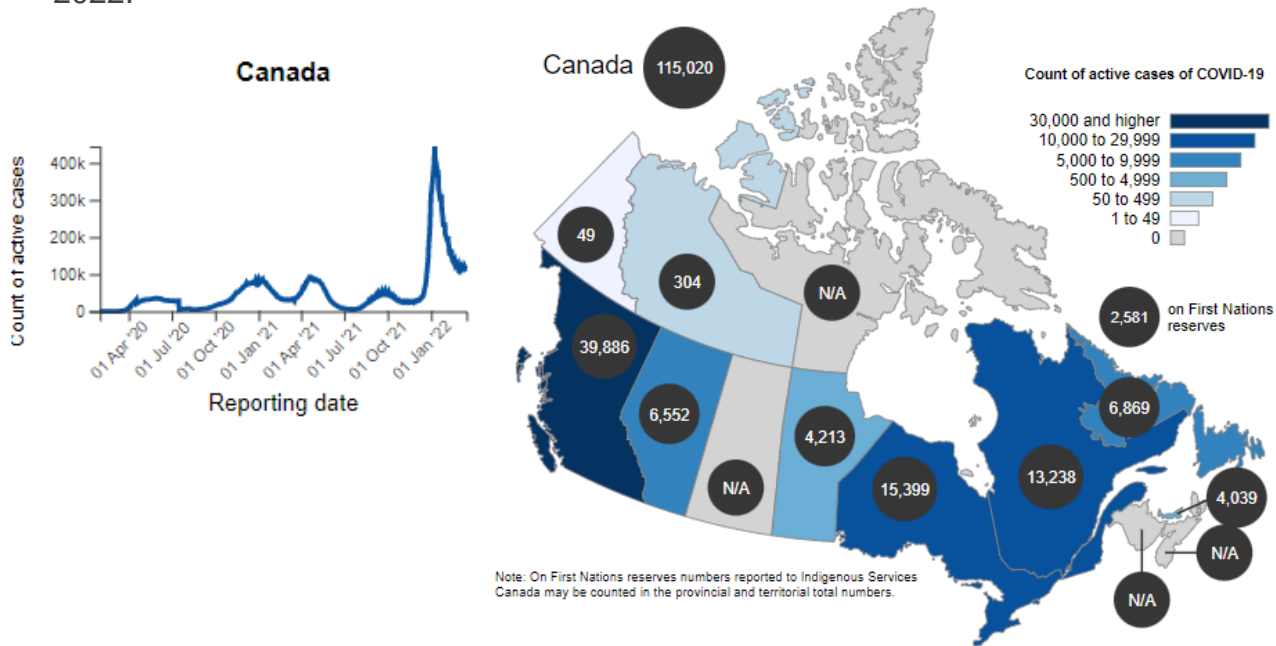 2022.
Canada
Count of active cases
400k
300k
200k
100k
0
01 Apr '20
01 Jul '20
01 Oct '20
01 Jan '21
01 Apr '21
01 Jul '21
01 Oct '21
01 Jan '22
Reporting date
Canada 115,020
Count of active cases of COVID-19
30,000 and higher
10,000 to 29,999
5,000 to 9,999
500 to 4,999
50 to 499
1 to 49
0
49
304
N/A
2,581 on First Nations
reserves
39,886
6,552
N/A
4,213
15,399
13,238
6,869
4,039
N/A
N/A
Note: On First Nations reserves numbers reported to Indigenous Services
Canada may be counted in the provincial and territorial total numbers.